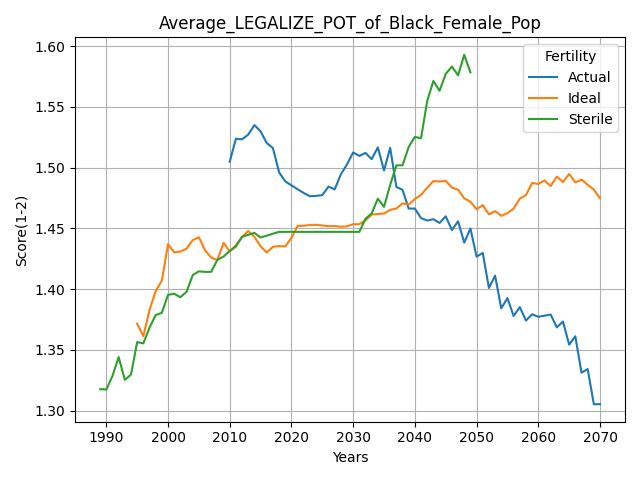 Average_LEGALIZE_POT_of_Black_Female_Pop
Fertility
Actual
Ideal
Sterile
Score(1-2)
1.60
1.55
1.50
1.45
1.40
1.35
1.30
1990 2000 2010 2020 2030 2040 2050 2060 2070
Years